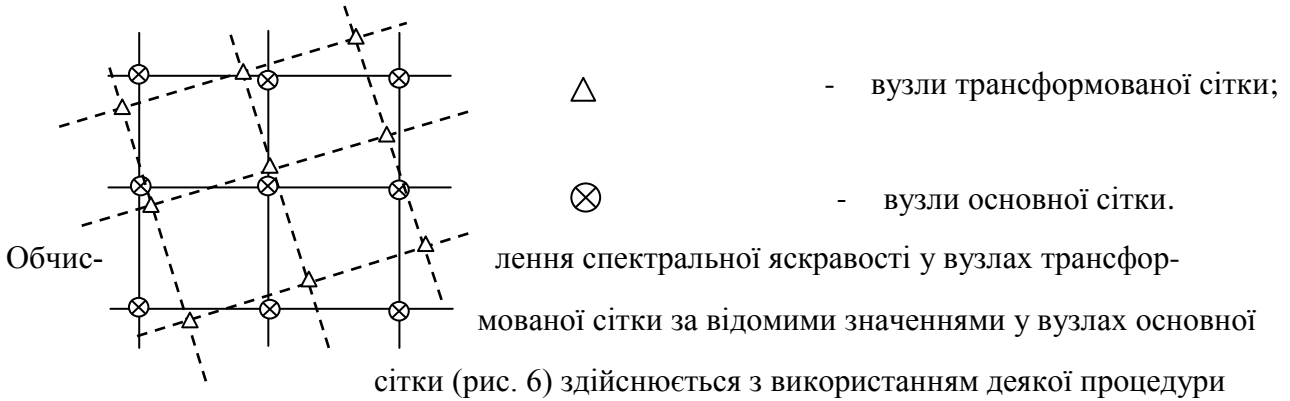 - вузли трансформованої сітки;
- вузли основної сітки.
Обчис- лення спектральної яскравості у вузлах трансфор-
мованої сітки за відомими значеннями у вузлах основної
сітки (рис. 6) здійснюється з використанням деякої процедури